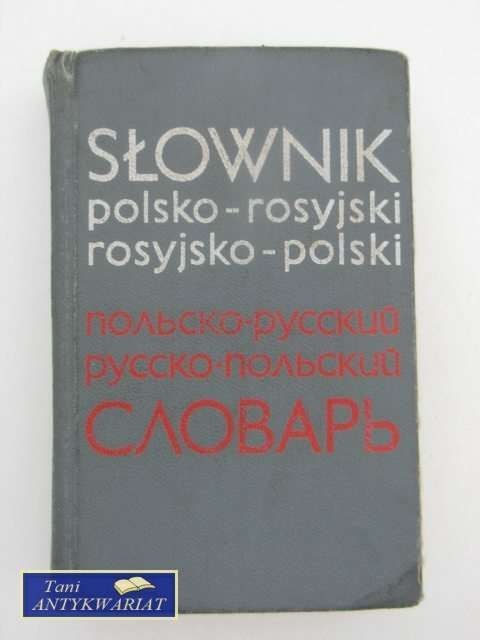 SŁOWNIK
polsko-rosyjski
rosyjsko-polski
польско-русский
русско-польский
СЛОВАРЬ
Tani
ANTYKWARIAT